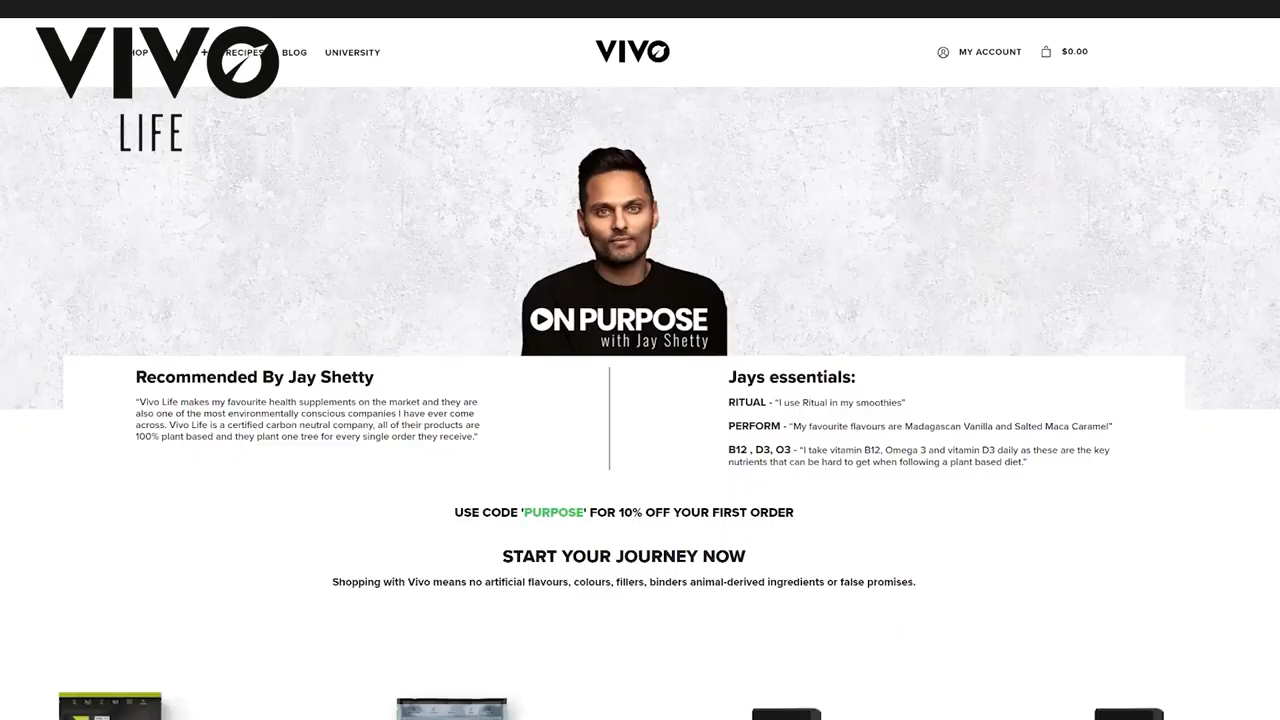 VIVO
LIFE
RECIPES
BLOG
UNIVERSITY
VIVO
MY ACCOUNT
$0.00
ON PURPOSE
with Jay Shetty
Recommended By Jay Shetty
“Vivo Life makes my favourite health supplements on the market and they are
also one of the most environmentally conscious companies I have ever come
across. Vivo Life is a certified carbon neutral company, all of their products are
100% plant based and they plant one tree for every single order they receive.”
Jays essentials:
RITUAL - “I use Ritual in my smoothies”
PERFORM - “My favourite flavours are Madagascan Vanilla and Salted Maca Caramel”
B12 , D3, O3 - “I take vitamin B12, Omega 3 and vitamin D3 daily as these are the key
nutrients that can be hard to get when following a plant based diet.”
USE CODE 'PURPOSE' FOR 10% OFF YOUR FIRST ORDER
START YOUR JOURNEY NOW
Shopping with Vivo means no artificial flavours, colours, fillers, binders animal-derived ingredients or false promises.